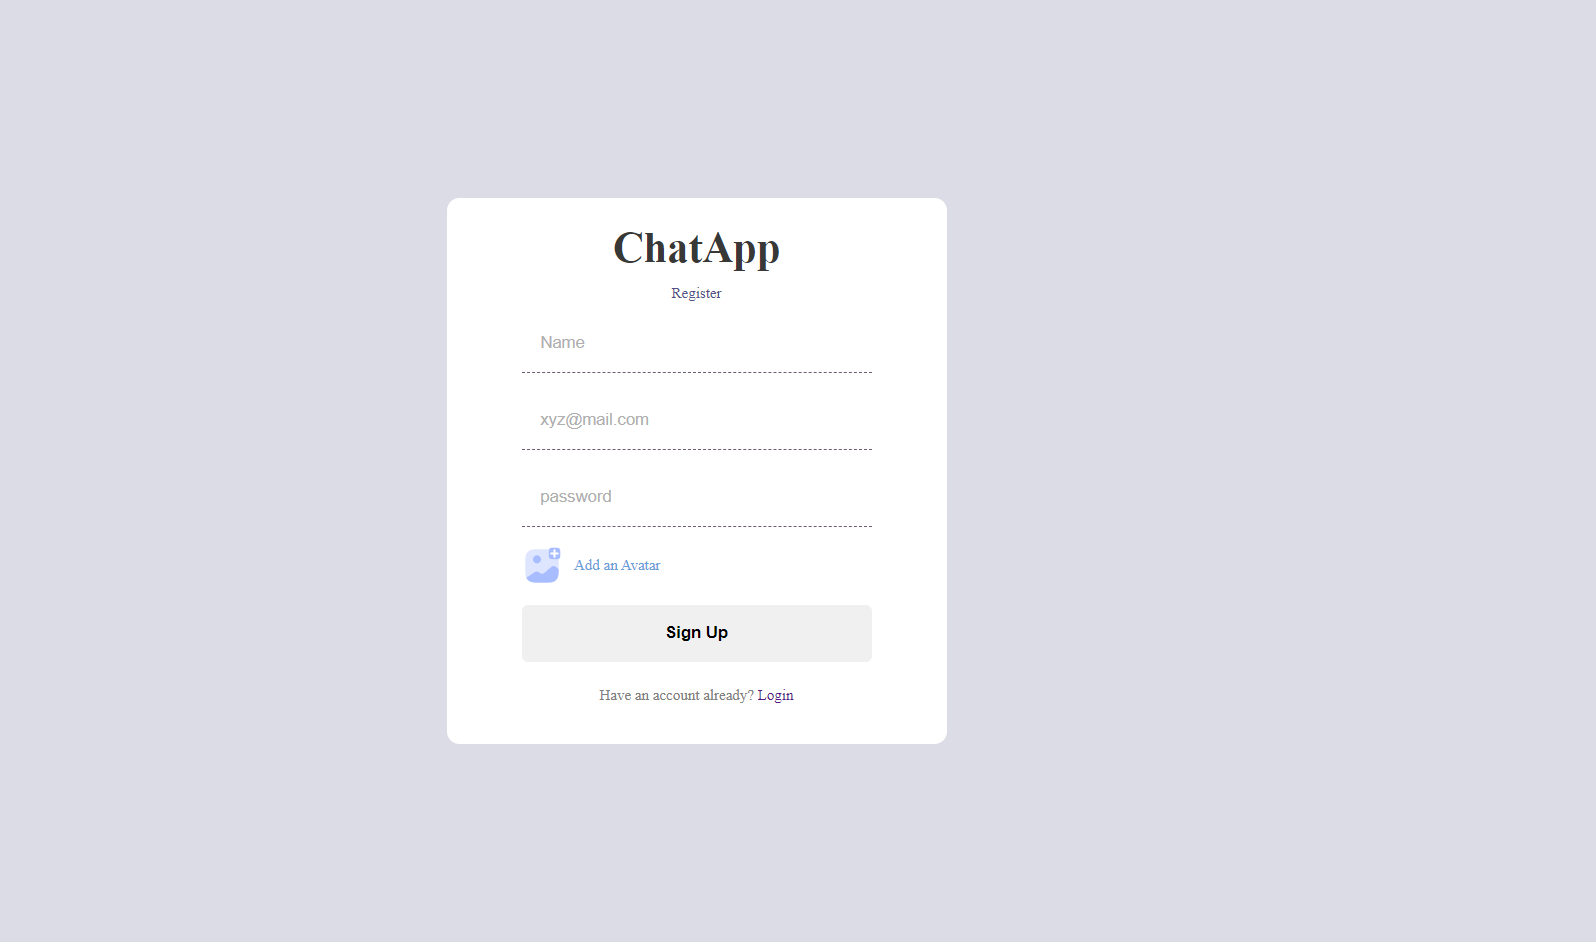 ChatApp
Register
Name
xyz@mail.com
password
Add an Avatar
Sign Up
Have an account already? Login